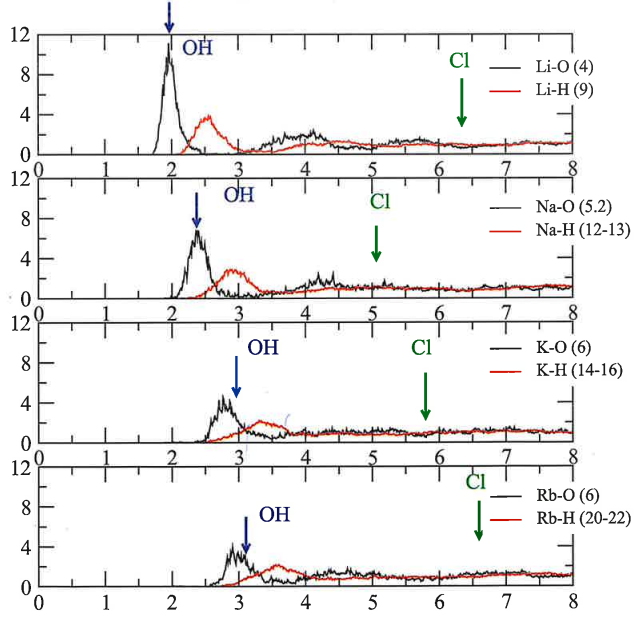 OH
12
8
4
0
Cl
Li-O (4)
Li-H (9)
0 1 2 3 4 5 6 7 8
12
8
4
0
OH
Cl
Na-O (5.2)
Na-H (12-13)
0 1 2 3 4 5 6 7 8
12
8
4
0
OH
Cl
K-O (6)
K-H (14-16)
0 1 2 3 4 5 6 7 8
12
8
4
0
OH
Cl
Rb-O (6)
Rb-H (20-22)
0 1 2 3 4 5 6 7 8